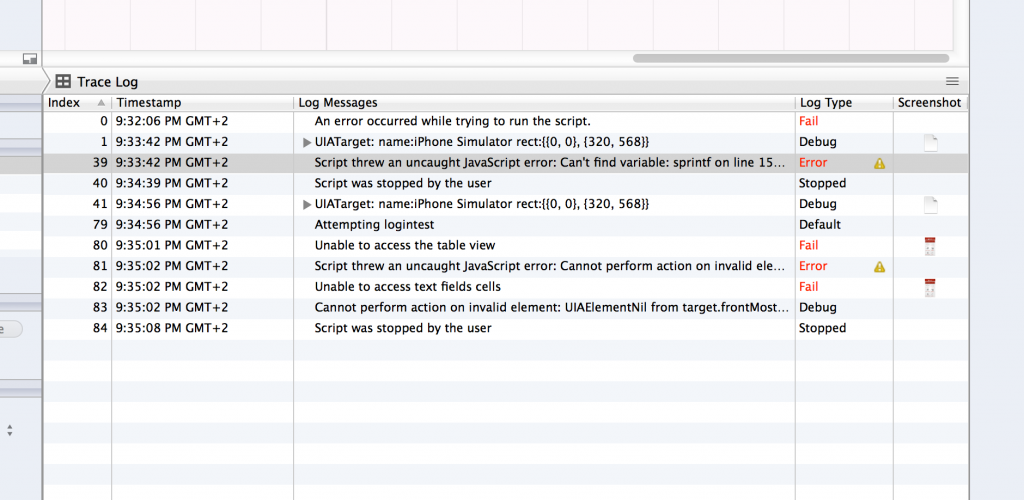 Trace Log
Index Timestamp Log Messages Log Type Screenshot
0 9:32:06 PM GMT+2 An error occurred while trying to run the script. Fail
1 9:33:42 PM GMT+2 UIATarget: name:iPhone Simulator rect:{{0, 0}, {320, 568}} Debug
39 9:33:42 PM GMT+2 Script threw an uncaught JavaScript error: Can't find variable: sprintf on line 15... Error
40 9:34:39 PM GMT+2 Script was stopped by the user Stopped
41 9:34:56 PM GMT+2 UIATarget: name:iPhone Simulator rect:{{0, 0}, {320, 568}} Debug
79 9:34:56 PM GMT+2 Attempting logintest Default
80 9:35:01 PM GMT+2 Unable to access the table view Fail
81 9:35:02 PM GMT+2 Script threw an uncaught JavaScript error: Cannot perform action on invalid ele... Error
82 9:35:02 PM GMT+2 Unable to access text fields cells Fail
83 9:35:02 PM GMT+2 Cannot perform action on invalid element: UIAElementNil from target.frontMost... Debug
e
84 9:35:08 PM GMT+2 Script was stopped by the user Stopped